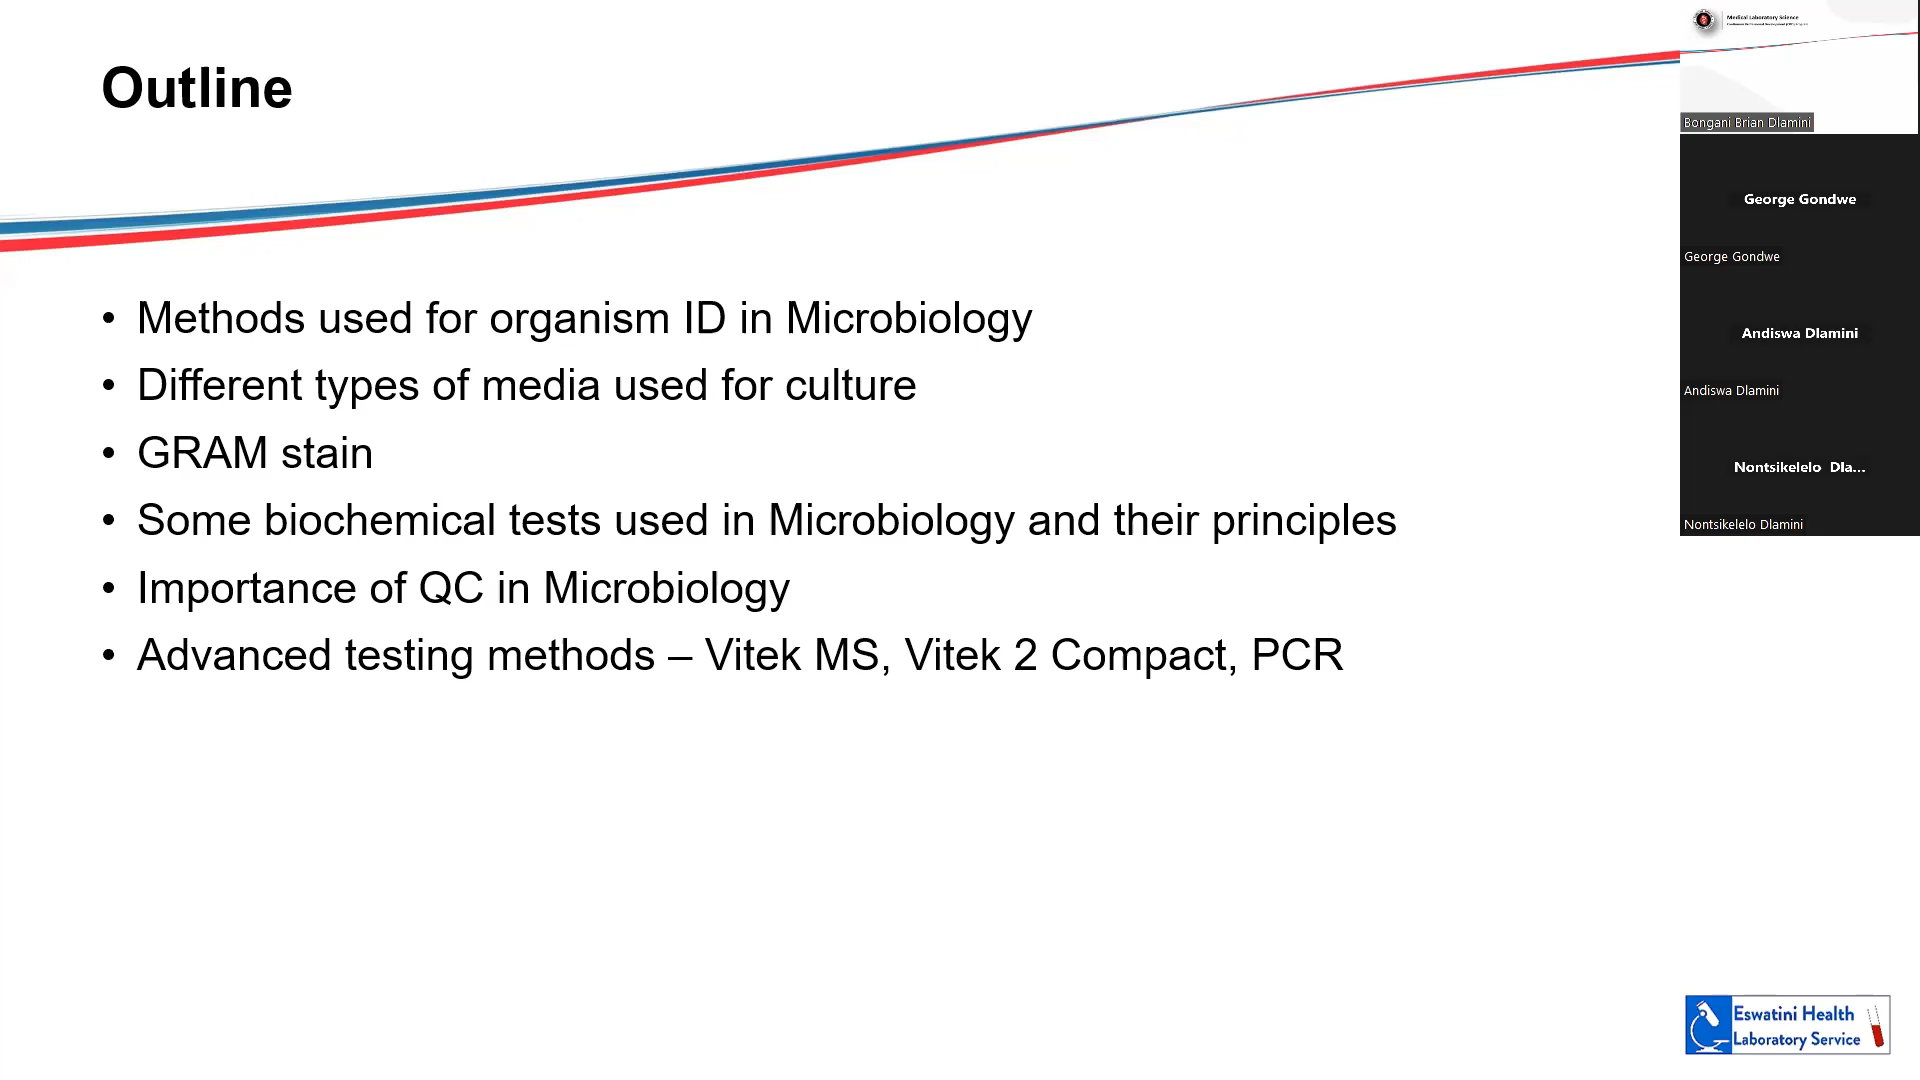 Outline
• Methods used for organism ID in Microbiology
• Different types of media used for culture
• GRAM stain
• Some biochemical tests used in Microbiology and their principles
• Importance of QC in Microbiology
• Advanced testing methods – Vitek MS, Vitek 2 Compact, PCR
Medical Laboratory Science
Bongani Brian Dlamini
George Gondwe
George Gondwe
Andiswa Dlamini
Andiswa Dlamini
Nontsikelelo Dla...
Nontsikelelo Dlamini
Eswatini Health
Laboratory Service